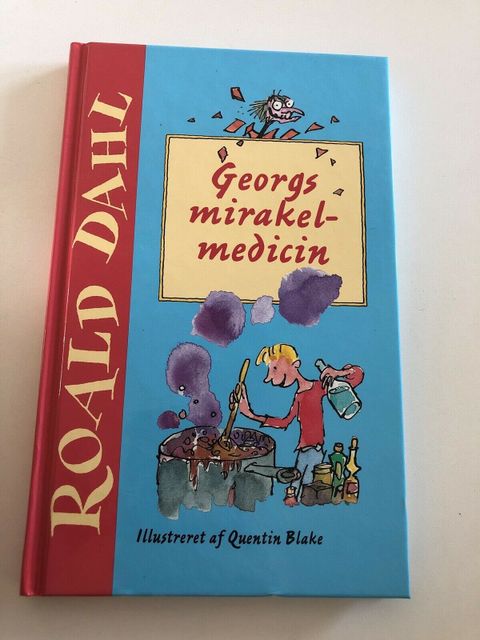 ROALD DAHL
Georgs
mirakel-
medicin
Illustreret af Quentin Blake